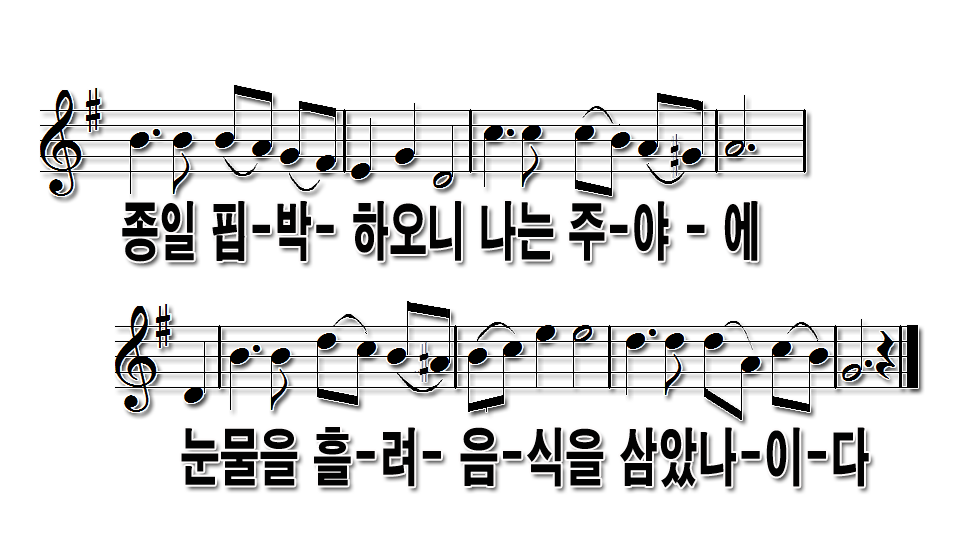 종일 핍-박- 하오니 나는 주-야 - 에
눈물을 흘-려- 음-식을 삼았나-이-다